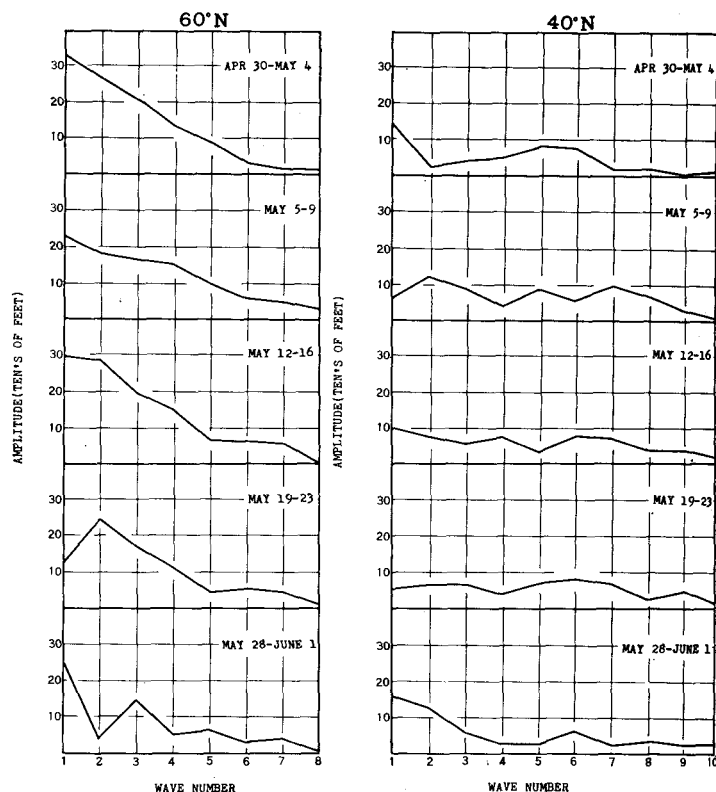 60°N
30
20
10
APR 30-MAY 4
30
20
10
MAY 5-9
30
20
10
MAY 12-16
30
20
10
MAY 19-23
30
20
10
MAY 28-JUNE 1
1 2 3 4 5 6 7 8
WAVE NUMBER
AMPLITUDE(TEN'S OF FEET)
40°N
30
20
10
APR 30-MAY 4
30
20
10
MAY 5-9
30
20
10
MAY 12-16
30
20
10
MAY 19-23
30
20
10
MAY 28-JUNE 1
1 2 3 4 5 6 7 8 9 10
WAVE NUMBER
AMPLITUDE(TEN'S OF FEET)